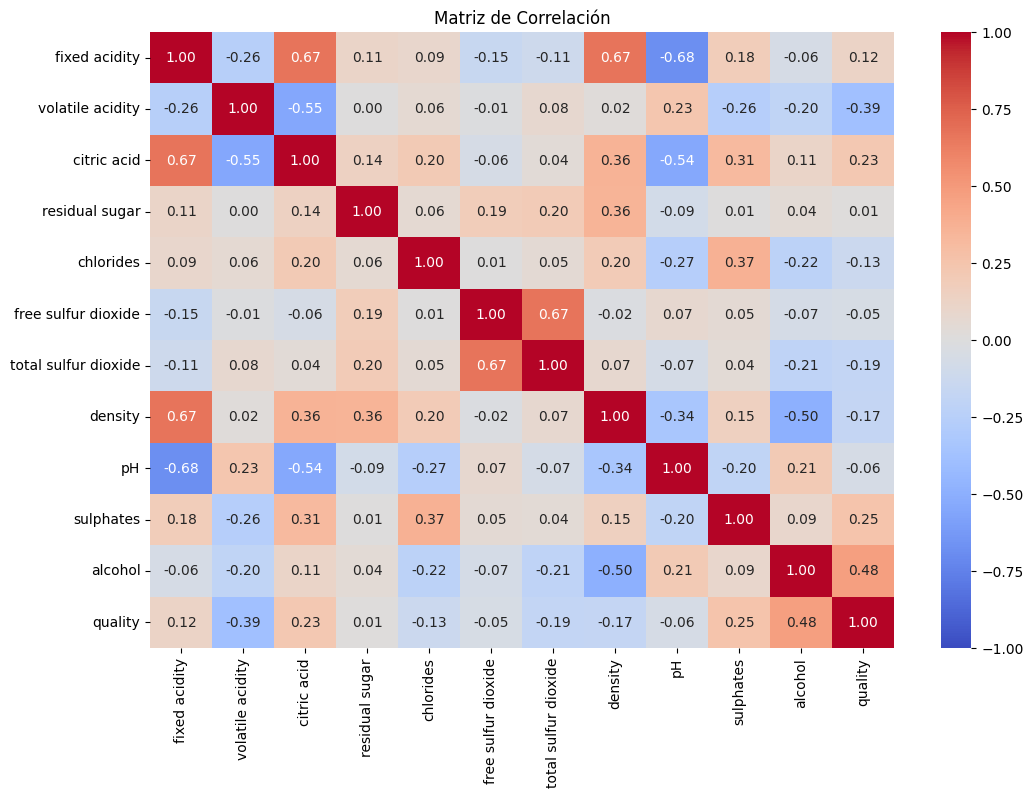 Matriz de Correlación
fixed acidity 1.00 -0.26 0.67 0.11 0.09 -0.15 -0.11 0.67 -0.68 0.18 -0.06 0.12
volatile acidity -0.26 1.00 -0.55 0.00 0.06 -0.01 0.08 0.02 0.23 -0.26 -0.20 -0.39
citric acid 0.67 -0.55 1.00 0.14 0.20 -0.06 0.04 0.36 -0.54 0.31 0.11 0.23
residual sugar 0.11 0.00 0.14 1.00 0.06 0.19 0.20 0.36 -0.09 0.01 0.04 0.01
chlorides 0.09 0.06 0.20 0.06 1.00 0.01 0.05 0.20 -0.27 0.37 -0.22 -0.13
free sulfur dioxide -0.15 -0.01 -0.06 0.19 0.01 1.00 0.67 -0.02 0.07 0.05 -0.07 -0.05
total sulfur dioxide -0.11 0.08 0.04 0.20 0.05 0.67 1.00 0.07 -0.07 0.04 -0.21 -0.19
density 0.67 0.02 0.36 0.36 0.20 -0.02 0.07 1.00 -0.34 0.15 -0.50 -0.17
pH -0.68 0.23 -0.54 -0.09 -0.27 0.07 -0.07 -0.34 1.00 -0.20 0.21 -0.06
sulphates 0.18 -0.26 0.31 0.01 0.37 0.05 0.04 0.15 -0.20 1.00 0.09 0.25
alcohol -0.06 -0.20 0.11 0.04 -0.22 -0.07 -0.21 -0.50 0.21 0.09 1.00 0.48
quality 0.12 -0.39 0.23 0.01 -0.13 -0.05 -0.19 -0.17 -0.06 0.25 0.48 1.00
fixed acidity
volatile acidity
citric acid
residual sugar
chlorides
free sulfur dioxide
total sulfur dioxide
density
pH
sulphates
alcohol
quality
1.00
0.75
0.50
0.25
0.00
−0.25
−0.50
−0.75
−1.00